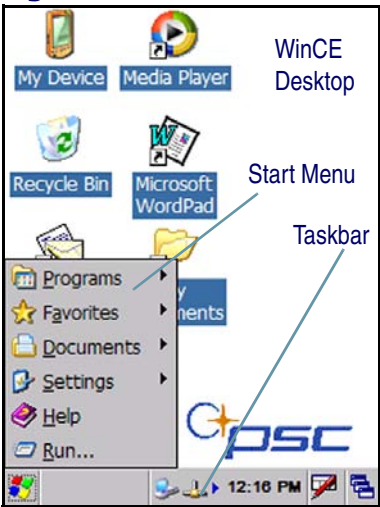 My Device Media Player
WinCE
Desktop
Recycle Bin
Microsoft
WordPad
Start Menu
Taskbar
Programs
Favorites
Documents
Settings
Help
Run...
psc
12:16 PM